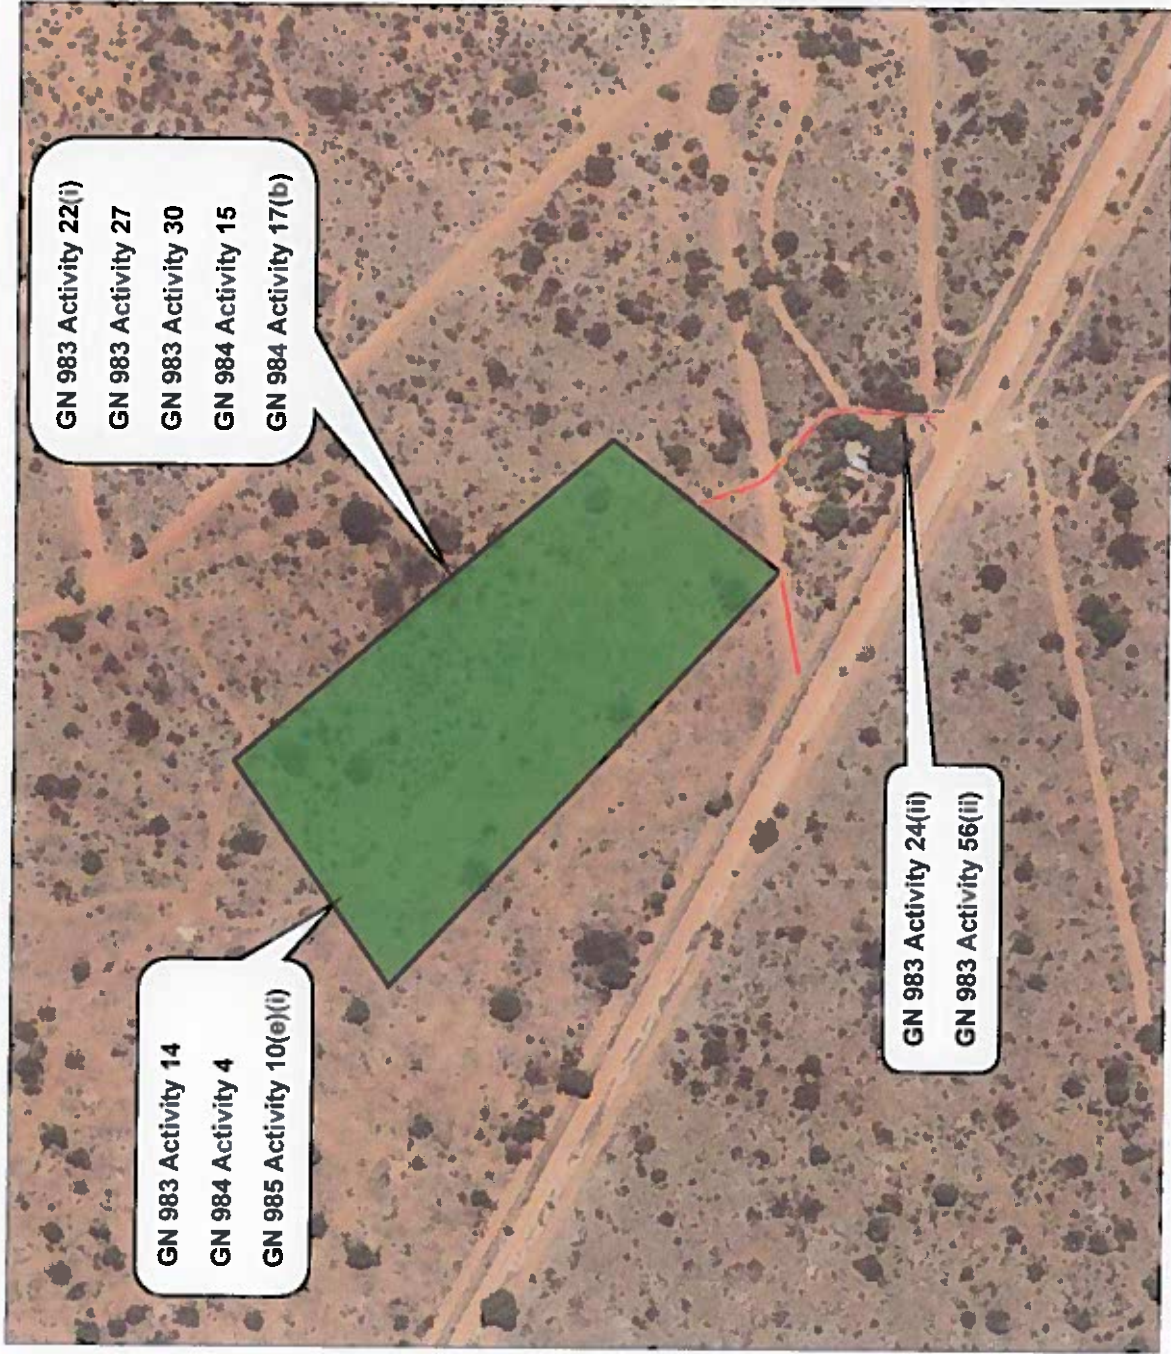 GN 983 Activity 14
GN 984 Activity 4
GN 985 Activity 10(e)(i)
GN 983 Activity 22(i)
GN 983 Activity 27
GN 983 Activity 30
GN 984 Activity 15
GN 984 Activity 17(b)
GN 983 Activity 24(ii)
GN 983 Activity 56(ii)